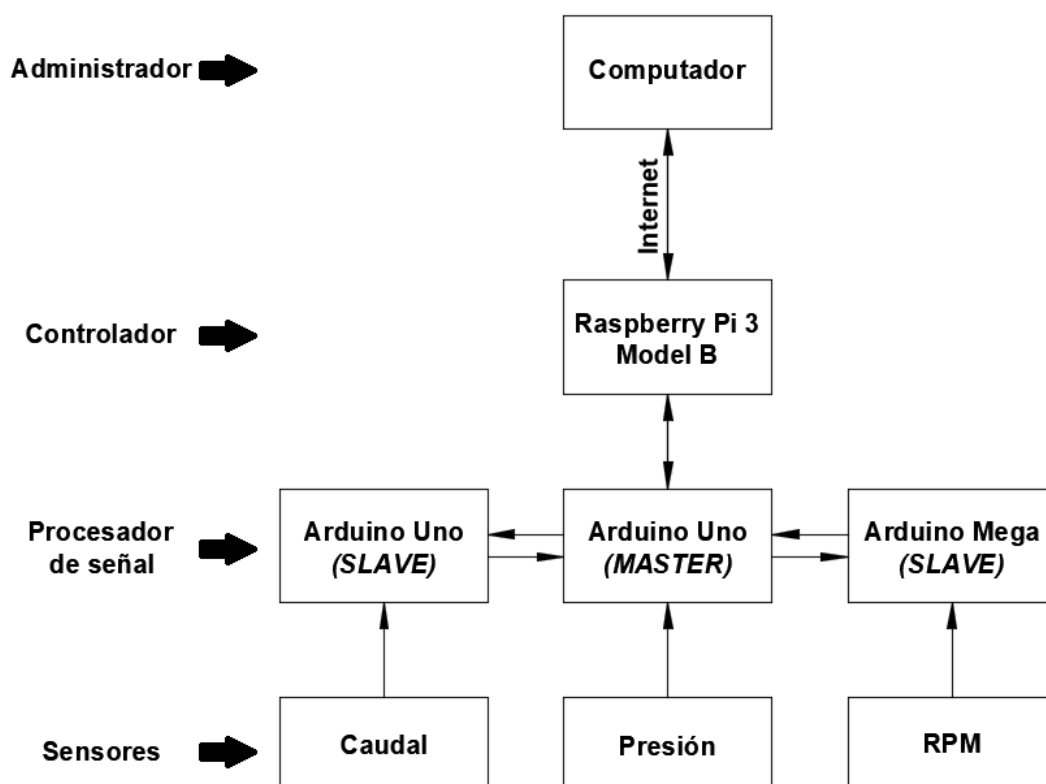 Administrador
Computador
Internet
Controlador
Raspberry Pi 3
Model B
Procesador
de señal
Arduino Uno
(SLAVE)
Arduino Uno
(MASTER)
Arduino Mega
(SLAVE)
Sensores
Caudal
Presión
RPM